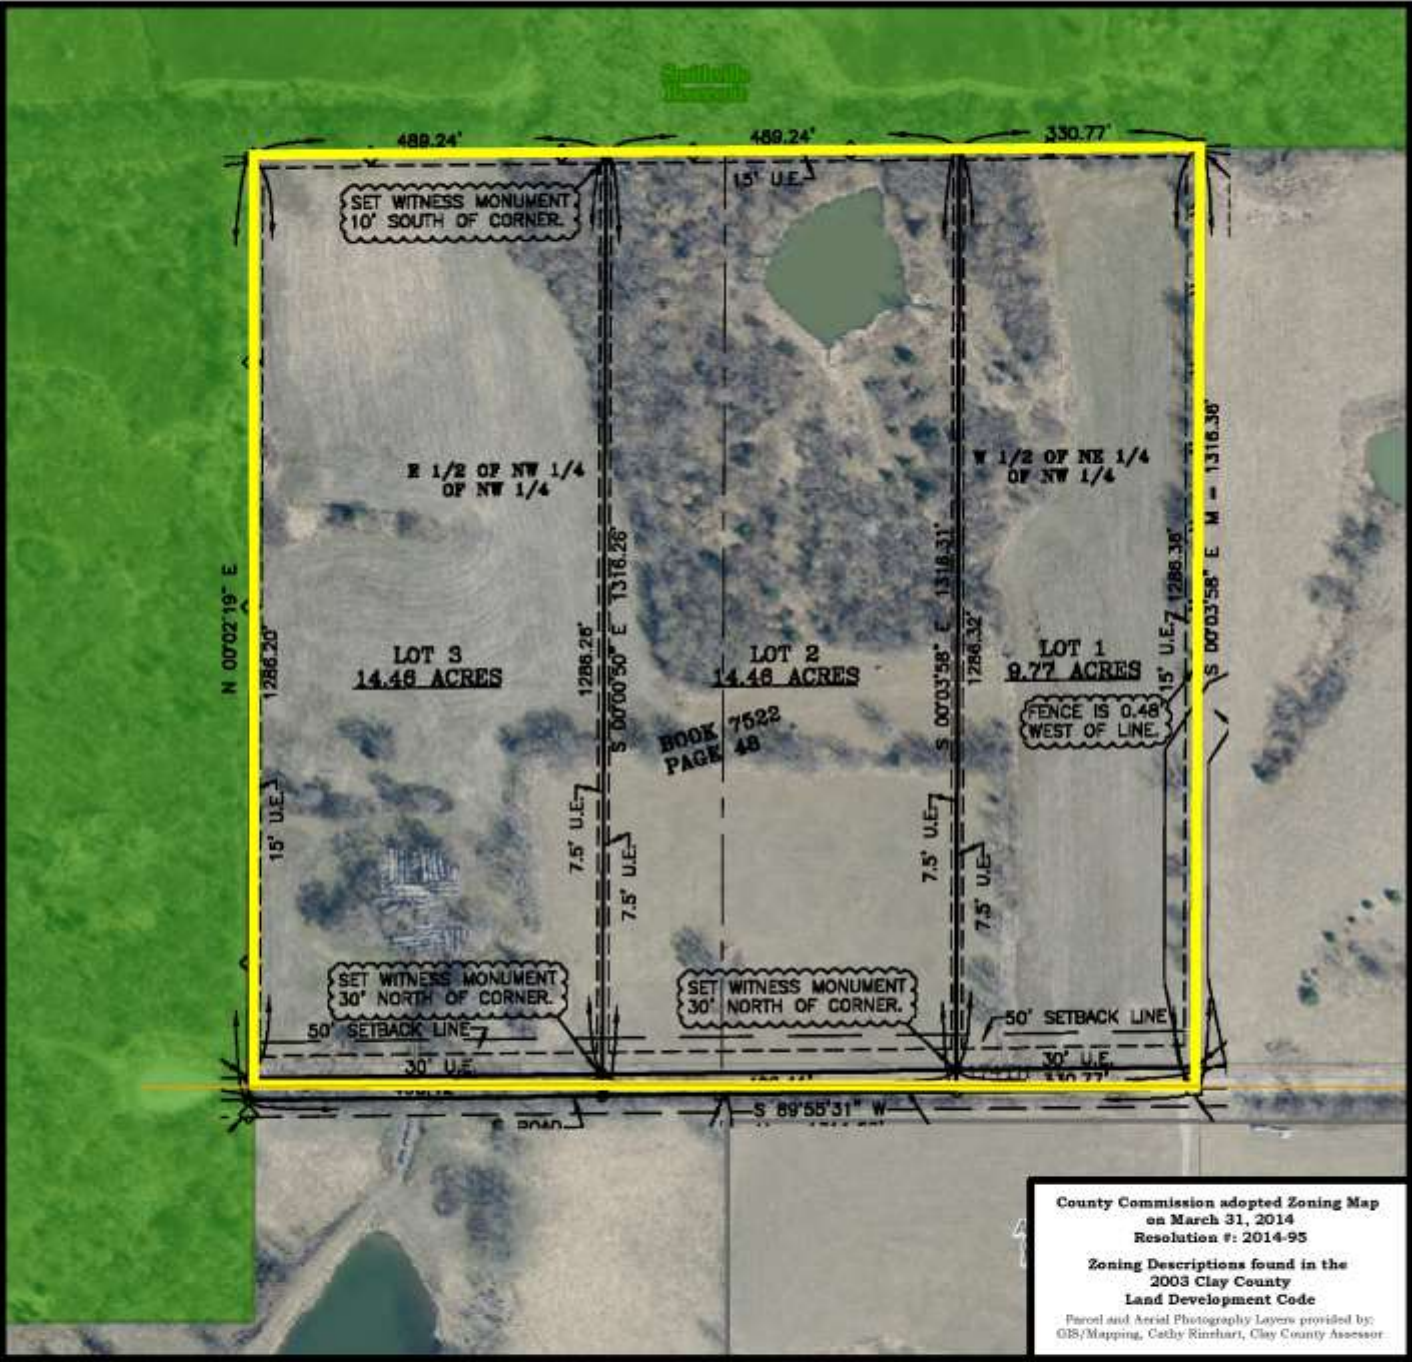 Smithville
489.24'
489.24'
330.77'
15' U.E.
SET WITNESS MONUMENT
10' SOUTH OF CORNER.
E 1/2 OF NW 1/4
OF NW 1/4
W 1/2 OF NE 1/4
OF NW 1/4
N 00°02'19" E
1286.20'
1286.26'
S 00°00'50" E 1316.26'
S 00°03'58" E 1316.31'
1286.32'
15' U.E.
1286.38'
S 00°03'58" E M - 1316.38'
LOT 3
14.46 ACRES
LOT 2
14.46 ACRES
LOT 1
9.77 ACRES
FENCE IS 0.48'
WEST OF LINE.
BOOK 7522
PAGE 48
15' U.E.
7.5' U.E.
7.5' U.E.
7.5' U.E.
7.5' U.E.
SET WITNESS MONUMENT
30' NORTH OF CORNER.
SET WITNESS MONUMENT
30' NORTH OF CORNER.
50' SETBACK LINE
50' SETBACK LINE
30' U.E.
30' U.E.
330.77'
S 89°55'31" W
ROAD
County Commission adopted Zoning Map
on March 31, 2014
Resolution #: 2014-95
Zoning Descriptions found in the
2003 Clay County
Land Development Code
Parcel and Aerial Photography Layers provided by:
GIS/Mapping, Cathy Rinehart, Clay County Assessor